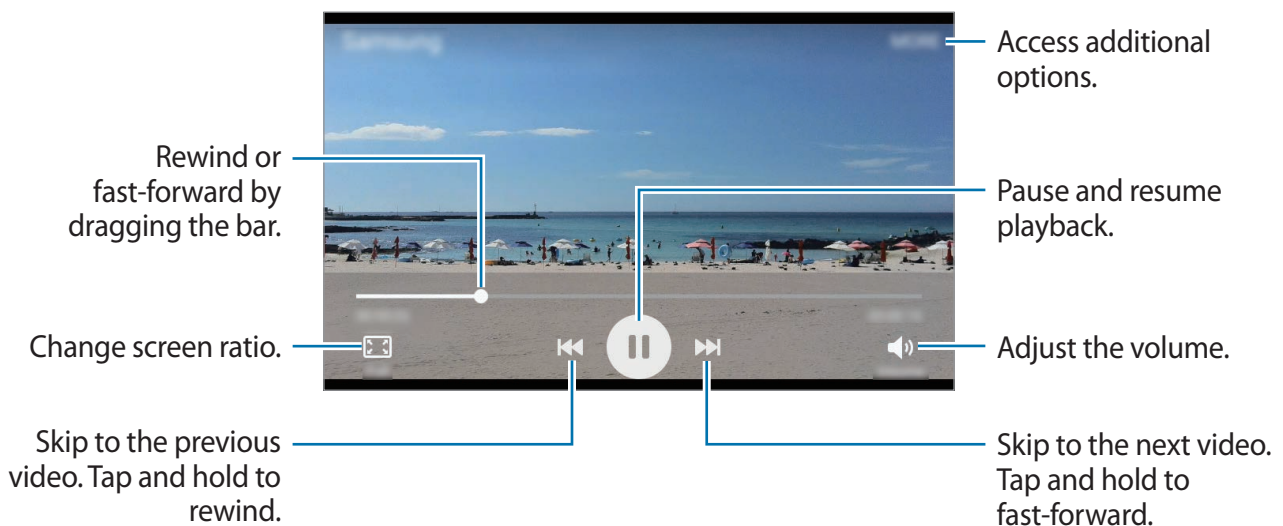 Access additional
options.
Rewind or
fast-forward by
dragging the bar.
Pause and resume
playback.
Change screen ratio.
Adjust the volume.
Skip to the previous
video. Tap and hold to
rewind.
Skip to the next video.
Tap and hold to
fast-forward.